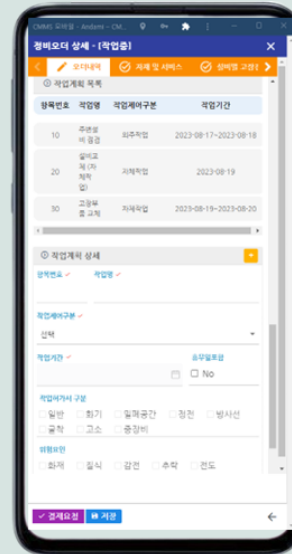 CMMS 모바일 - Andami - CM...
정비오더 상세 - [작업중]
오더내역 자재 및 서비스 설비별 고장
작업계획 목록
항목번호 작업명 작업제어구분 작업기간
10 주변설비 점검 외주작업 2023-08-17~2023-08-18
20 설비교체 (자체작업) 자체작업 2023-08-19
30 고장부품 교체 자체작업 2023-08-19~2023-08-20
작업계획 상세 +
항목번호 작업명
작업제어구분
선택
작업기간 휴무일포함
No
작업허가서 구분
일반 화기 밀폐공간 정전 방사선
굴착 고소 중장비
위험요인
화재 질식 감전 추락 전도
결재요청 저장